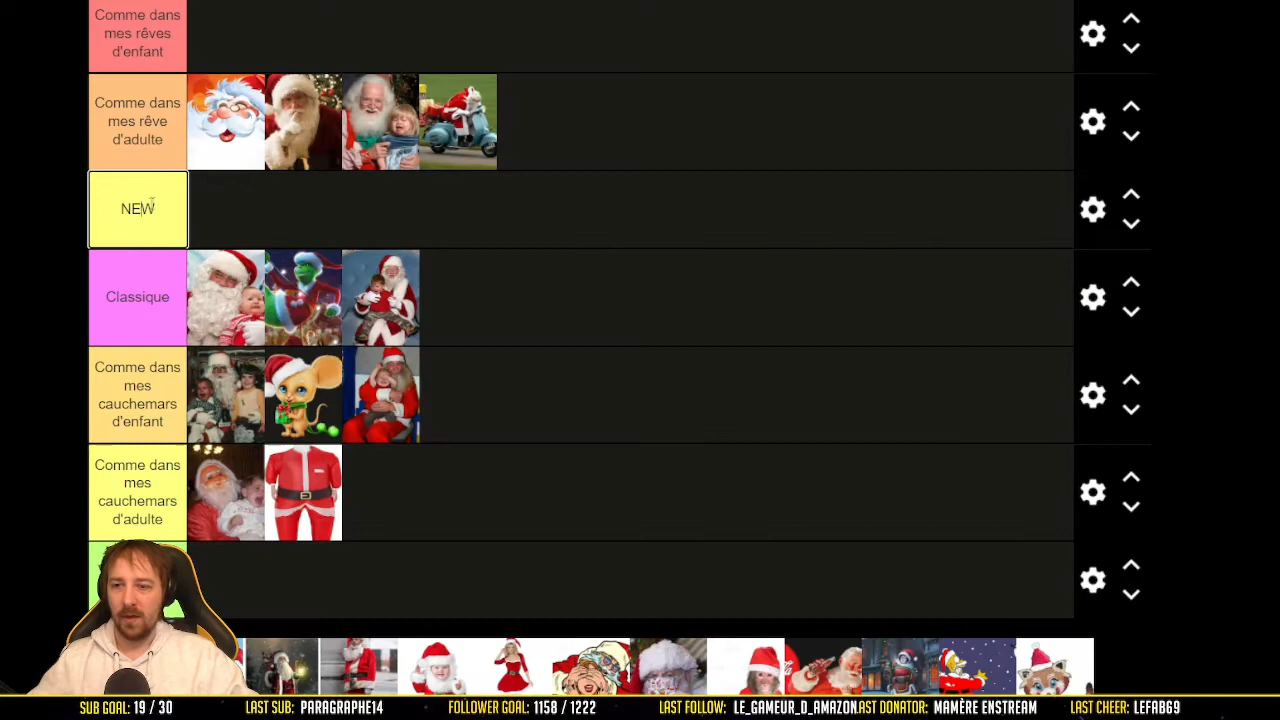 Comme dans
mes rêves
d'enfant
Comme dans
mes rêve
d'adulte
NEW
Classique
Comme dans
mes
cauchemars
d'enfant
Comme dans
mes
cauchemars
d'adulte
SUB GOAL: 19 / 30 LAST SUB: PARAGRAPHE14 FOLLOWER GOAL: 1158 / 1222 LAST FOLLOW: LE_GAMEUR_D_AMAZON. AST DONATOR: MAMÈRE ENSTREAM LAST CHEER: LEFAB69